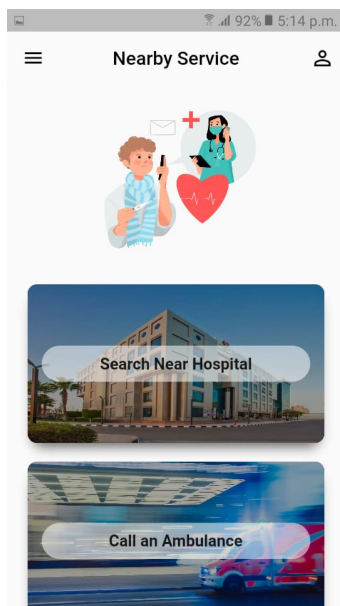 92% 5:14 p.m.
Nearby Service
Search Near Hospital
Call an Ambulance